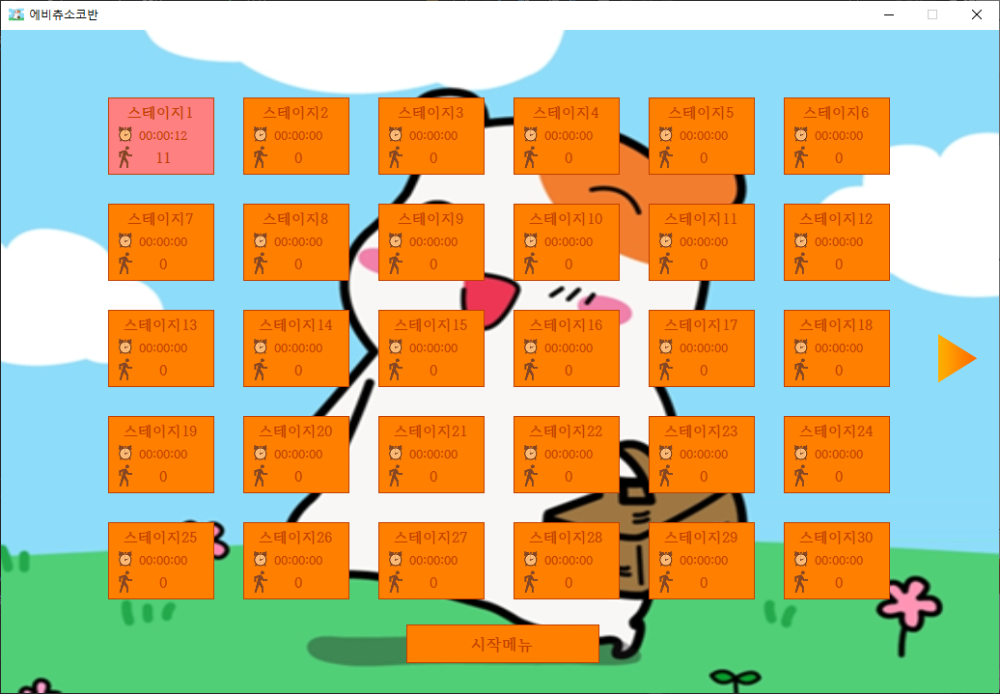 에비츄소코반
스테이지1
00:00:12
11
스테이지2
00:00:00
0
스테이지3
00:00:00
0
스테이지4
00:00:00
0
스테이지5
00:00:00
0
스테이지6
00:00:00
0
스테이지7
00:00:00
0
스테이지8
00:00:00
0
스테이지9
00:00:00
0
스테이지10
00:00:00
0
스테이지11
00:00:00
0
스테이지12
00:00:00
0
스테이지13
00:00:00
0
스테이지14
00:00:00
0
스테이지15
00:00:00
0
스테이지16
00:00:00
0
스테이지17
00:00:00
0
스테이지18
00:00:00
0
스테이지19
00:00:00
0
스테이지20
00:00:00
0
스테이지21
00:00:00
0
스테이지22
00:00:00
0
스테이지23
00:00:00
0
스테이지24
00:00:00
0
스테이지25
00:00:00
0
스테이지26
00:00:00
0
스테이지27
00:00:00
0
스테이지28
00:00:00
0
스테이지29
00:00:00
0
스테이지30
00:00:00
0
시작메뉴